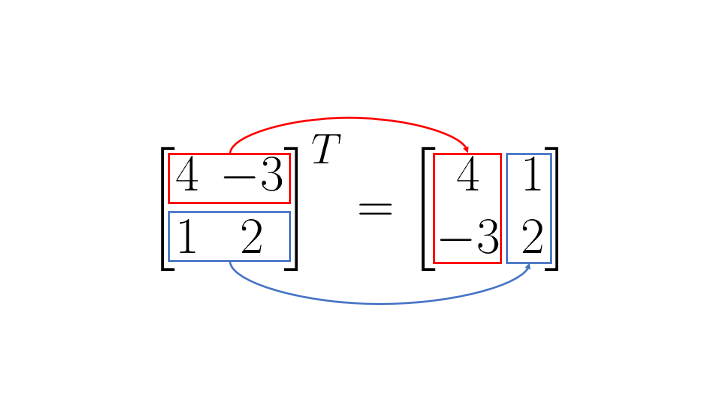 [4 −3]T = [4 1]
[1 2] [−3 2]